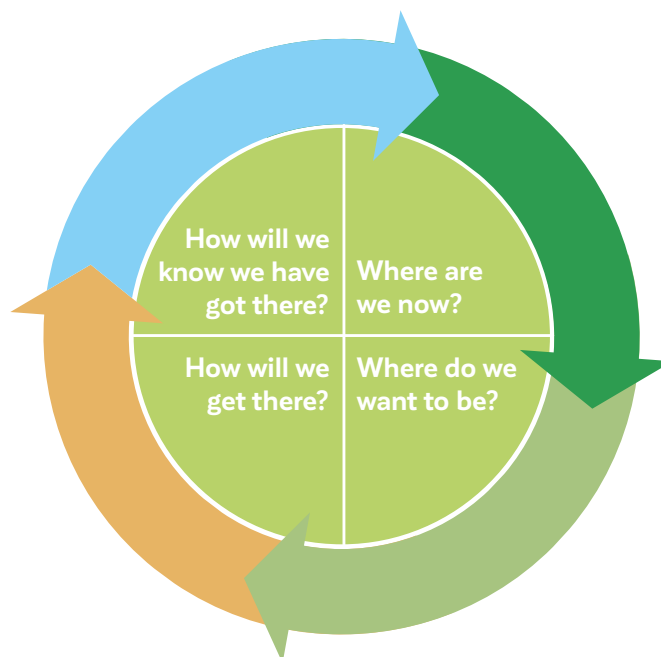 How will we
know we have
got there?
Where are
we now?
How will we
get there?
Where do we
want to be?